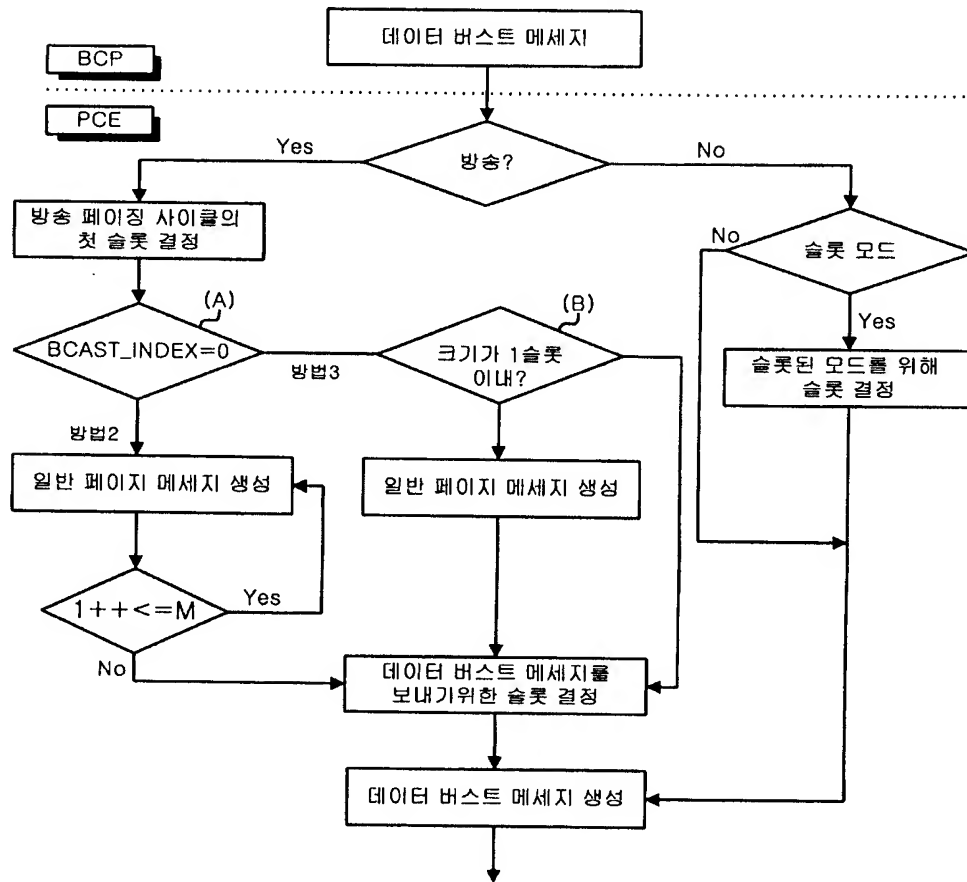 데이터 버스트 메세지
BCP
PCE
Yes
방송?
No
방송 페이징 사이클의
첫 슬롯 결정
No
슬롯 모드
(A)
(B)
Yes
BCAST_INDEX=0
방법3
크기가 1슬롯
이내?
슬롯된 모드를 위해
슬롯 결정
방법2
일반 페이지 메세지 생성
일반 페이지 메세지 생성
1++<=M
Yes
No
데이터 버스트 메세지를
보내기위한 슬롯 결정
데이터 버스트 메세지 생성